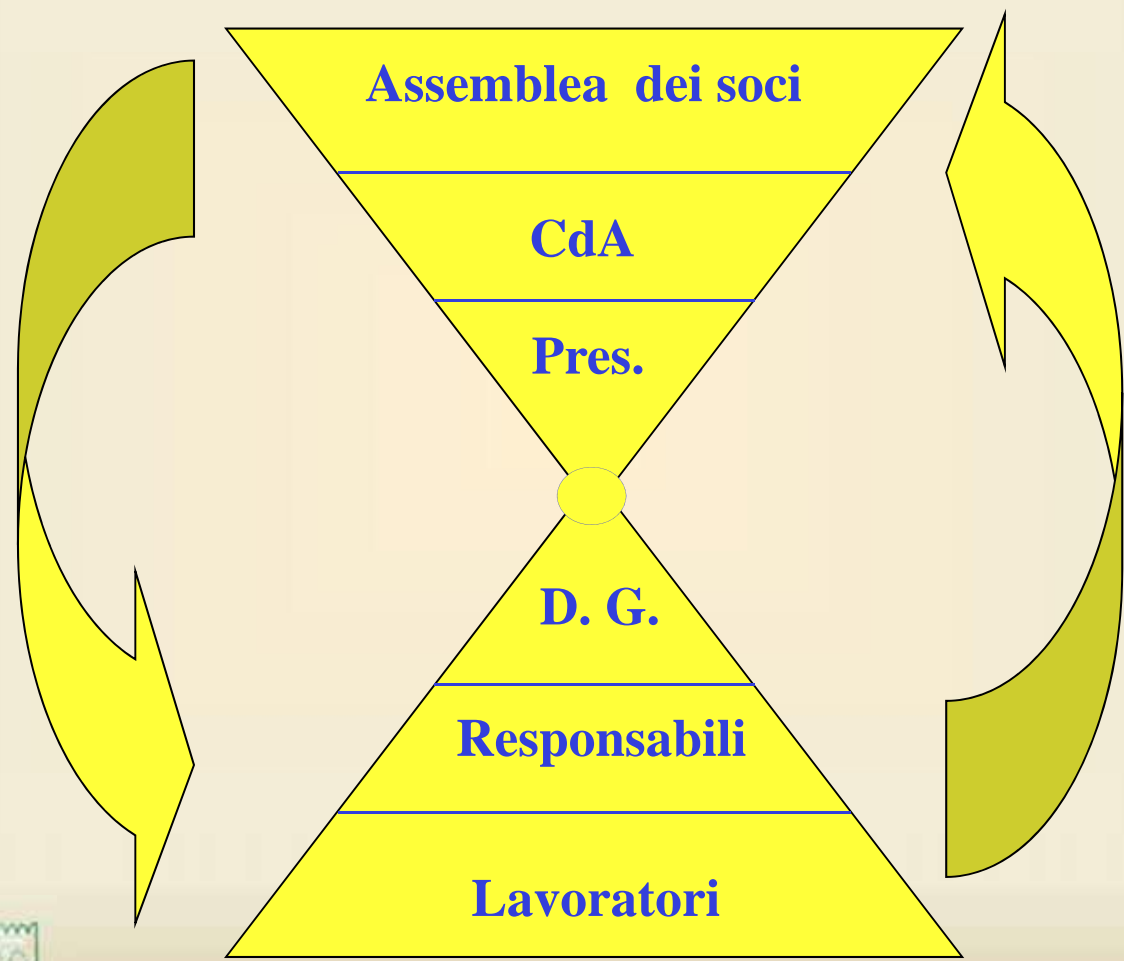 Assemblea dei soci
CdA
Pres.
D. G.
Responsabili
Lavoratori